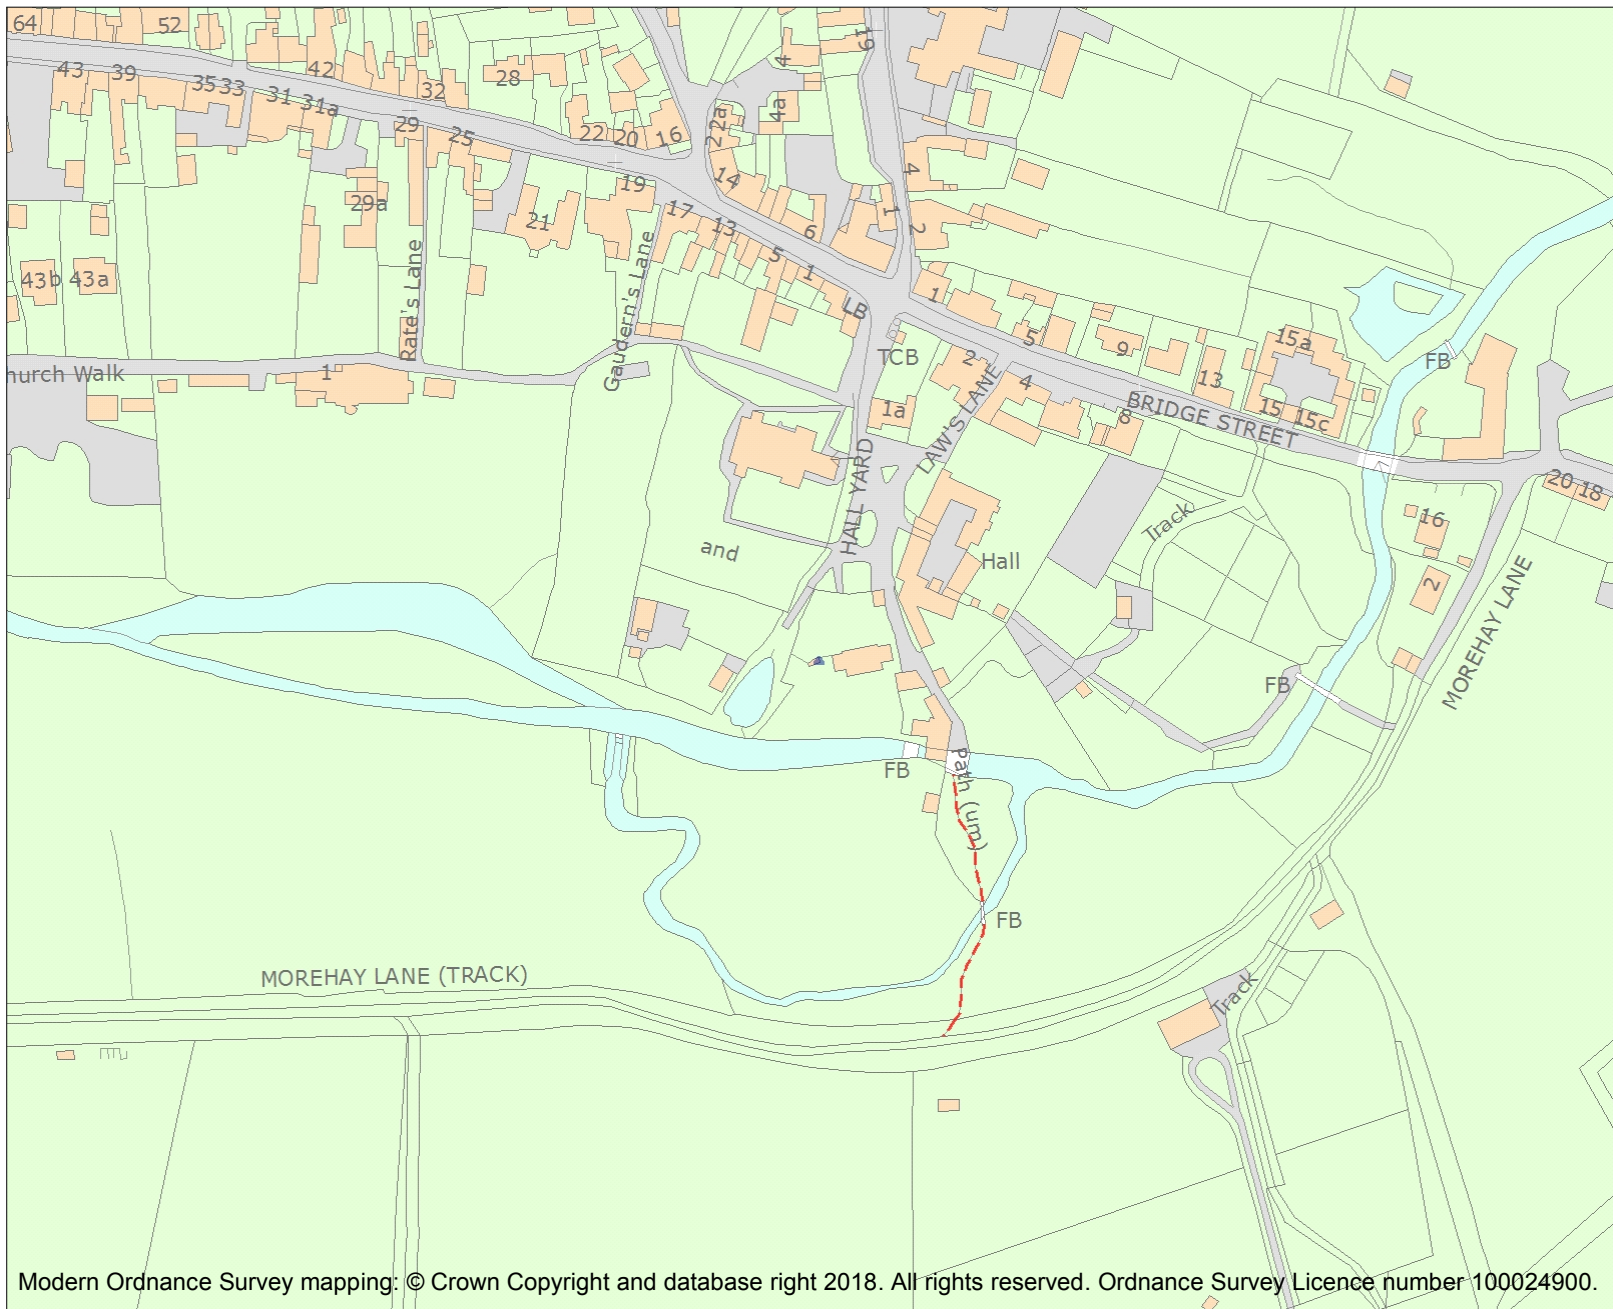 64
52
19
43
39
35
33
42
31
31a
32
28
4
4a
29
25
22
20
16
2
2a
14
4
19
17
13
6
1
2
29a
21
5
1
43b
43a
Rate's Lane
Gaudern's Lane
LB
1
5
9
13
15a
FB
TCB
2
4
hurch Walk
1
1a
LAW'S LANE
8
BRIDGE STREET
15
15c
HALL YARD
20
18
16
Track
and
Hall
2
MOREHAY LANE
FB
FB
Path (um)
FB
MOREHAY LANE (TRACK)
Track
Modern Ordnance Survey mapping: © Crown Copyright and database right 2018. All rights reserved. Ordnance Survey Licence number 100024900.